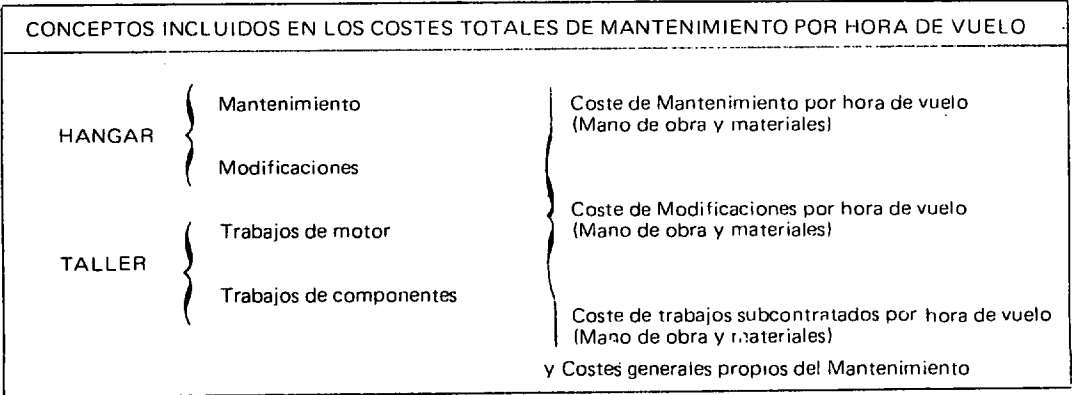 CONCEPTOS INCLUIDOS EN LOS COSTES TOTALES DE MANTENIMIENTO POR HORA DE VUELO
HANGAR
Mantenimiento
Modificaciones
TALLER
Trabajos de motor
Trabajos de componentes
Coste de Mantenimiento por hora de vuelo
(Mano de obra y materiales)
Coste de Modificaciones por hora de vuelo
(Mano de obra y materiales)
Coste de trabajos subcontratados por hora de vuelo
(Mano de obra y materiales)
y Costes generales propios del Mantenimiento